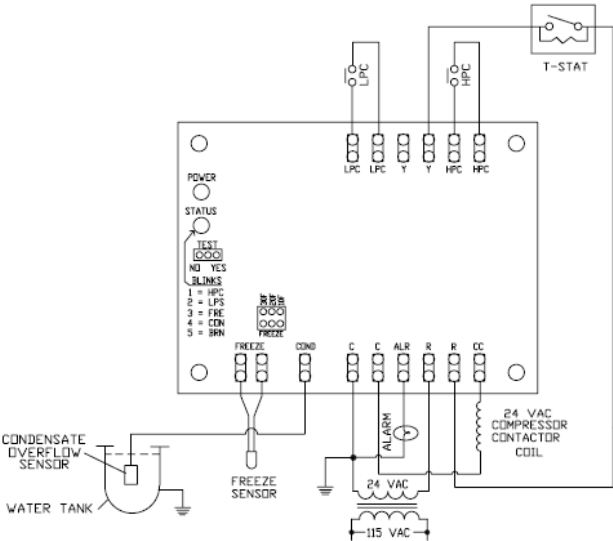 T-STAT
LPC
HPC
LPC LPC Y Y HPC HPC
POWER
STATUS
TEST
NO YES
BLINKS
1 = HPC
2 = LPS
3 = FRE
4 = CON
5 = BRN
FREEZE
FREEZE COND C C ALR R R CC
ALARM
24 VAC
COMPRESSOR
CONTACTOR
COIL
CONDENSATE
OVERFLOW
SENSOR
WATER TANK
FREEZE
SENSOR
24 VAC
115 VAC